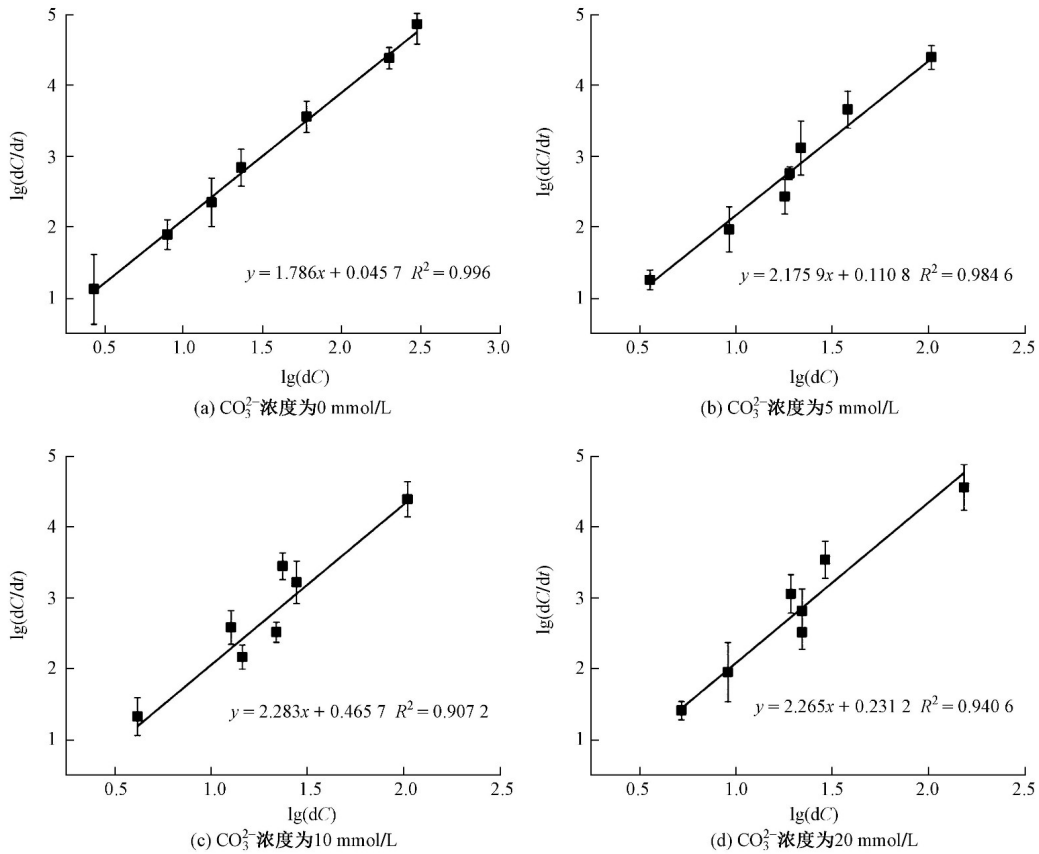 5
4
3
2
1
lg(dC/dt)
y = 1.786x + 0.045 7 R² = 0.996
0.5 1.0 1.5 2.0 2.5 3.0
lg(dC)
(a) CO₃²⁻浓度为0 mmol/L
5
4
3
2
1
lg(dC/dt)
y = 2.175 9x + 0.110 8 R² = 0.984 6
0.5 1.0 1.5 2.0 2.5
lg(dC)
(b) CO₃²⁻浓度为5 mmol/L
5
4
3
2
1
lg(dC/dt)
y = 2.283x + 0.465 7 R² = 0.907 2
0.5 1.0 1.5 2.0 2.5
lg(dC)
(c) CO₃²⁻浓度为10 mmol/L
5
4
3
2
1
lg(dC/dt)
y = 2.265x + 0.231 2 R² = 0.940 6
0.5 1.0 1.5 2.0 2.5
lg(dC)
(d) CO₃²⁻浓度为20 mmol/L